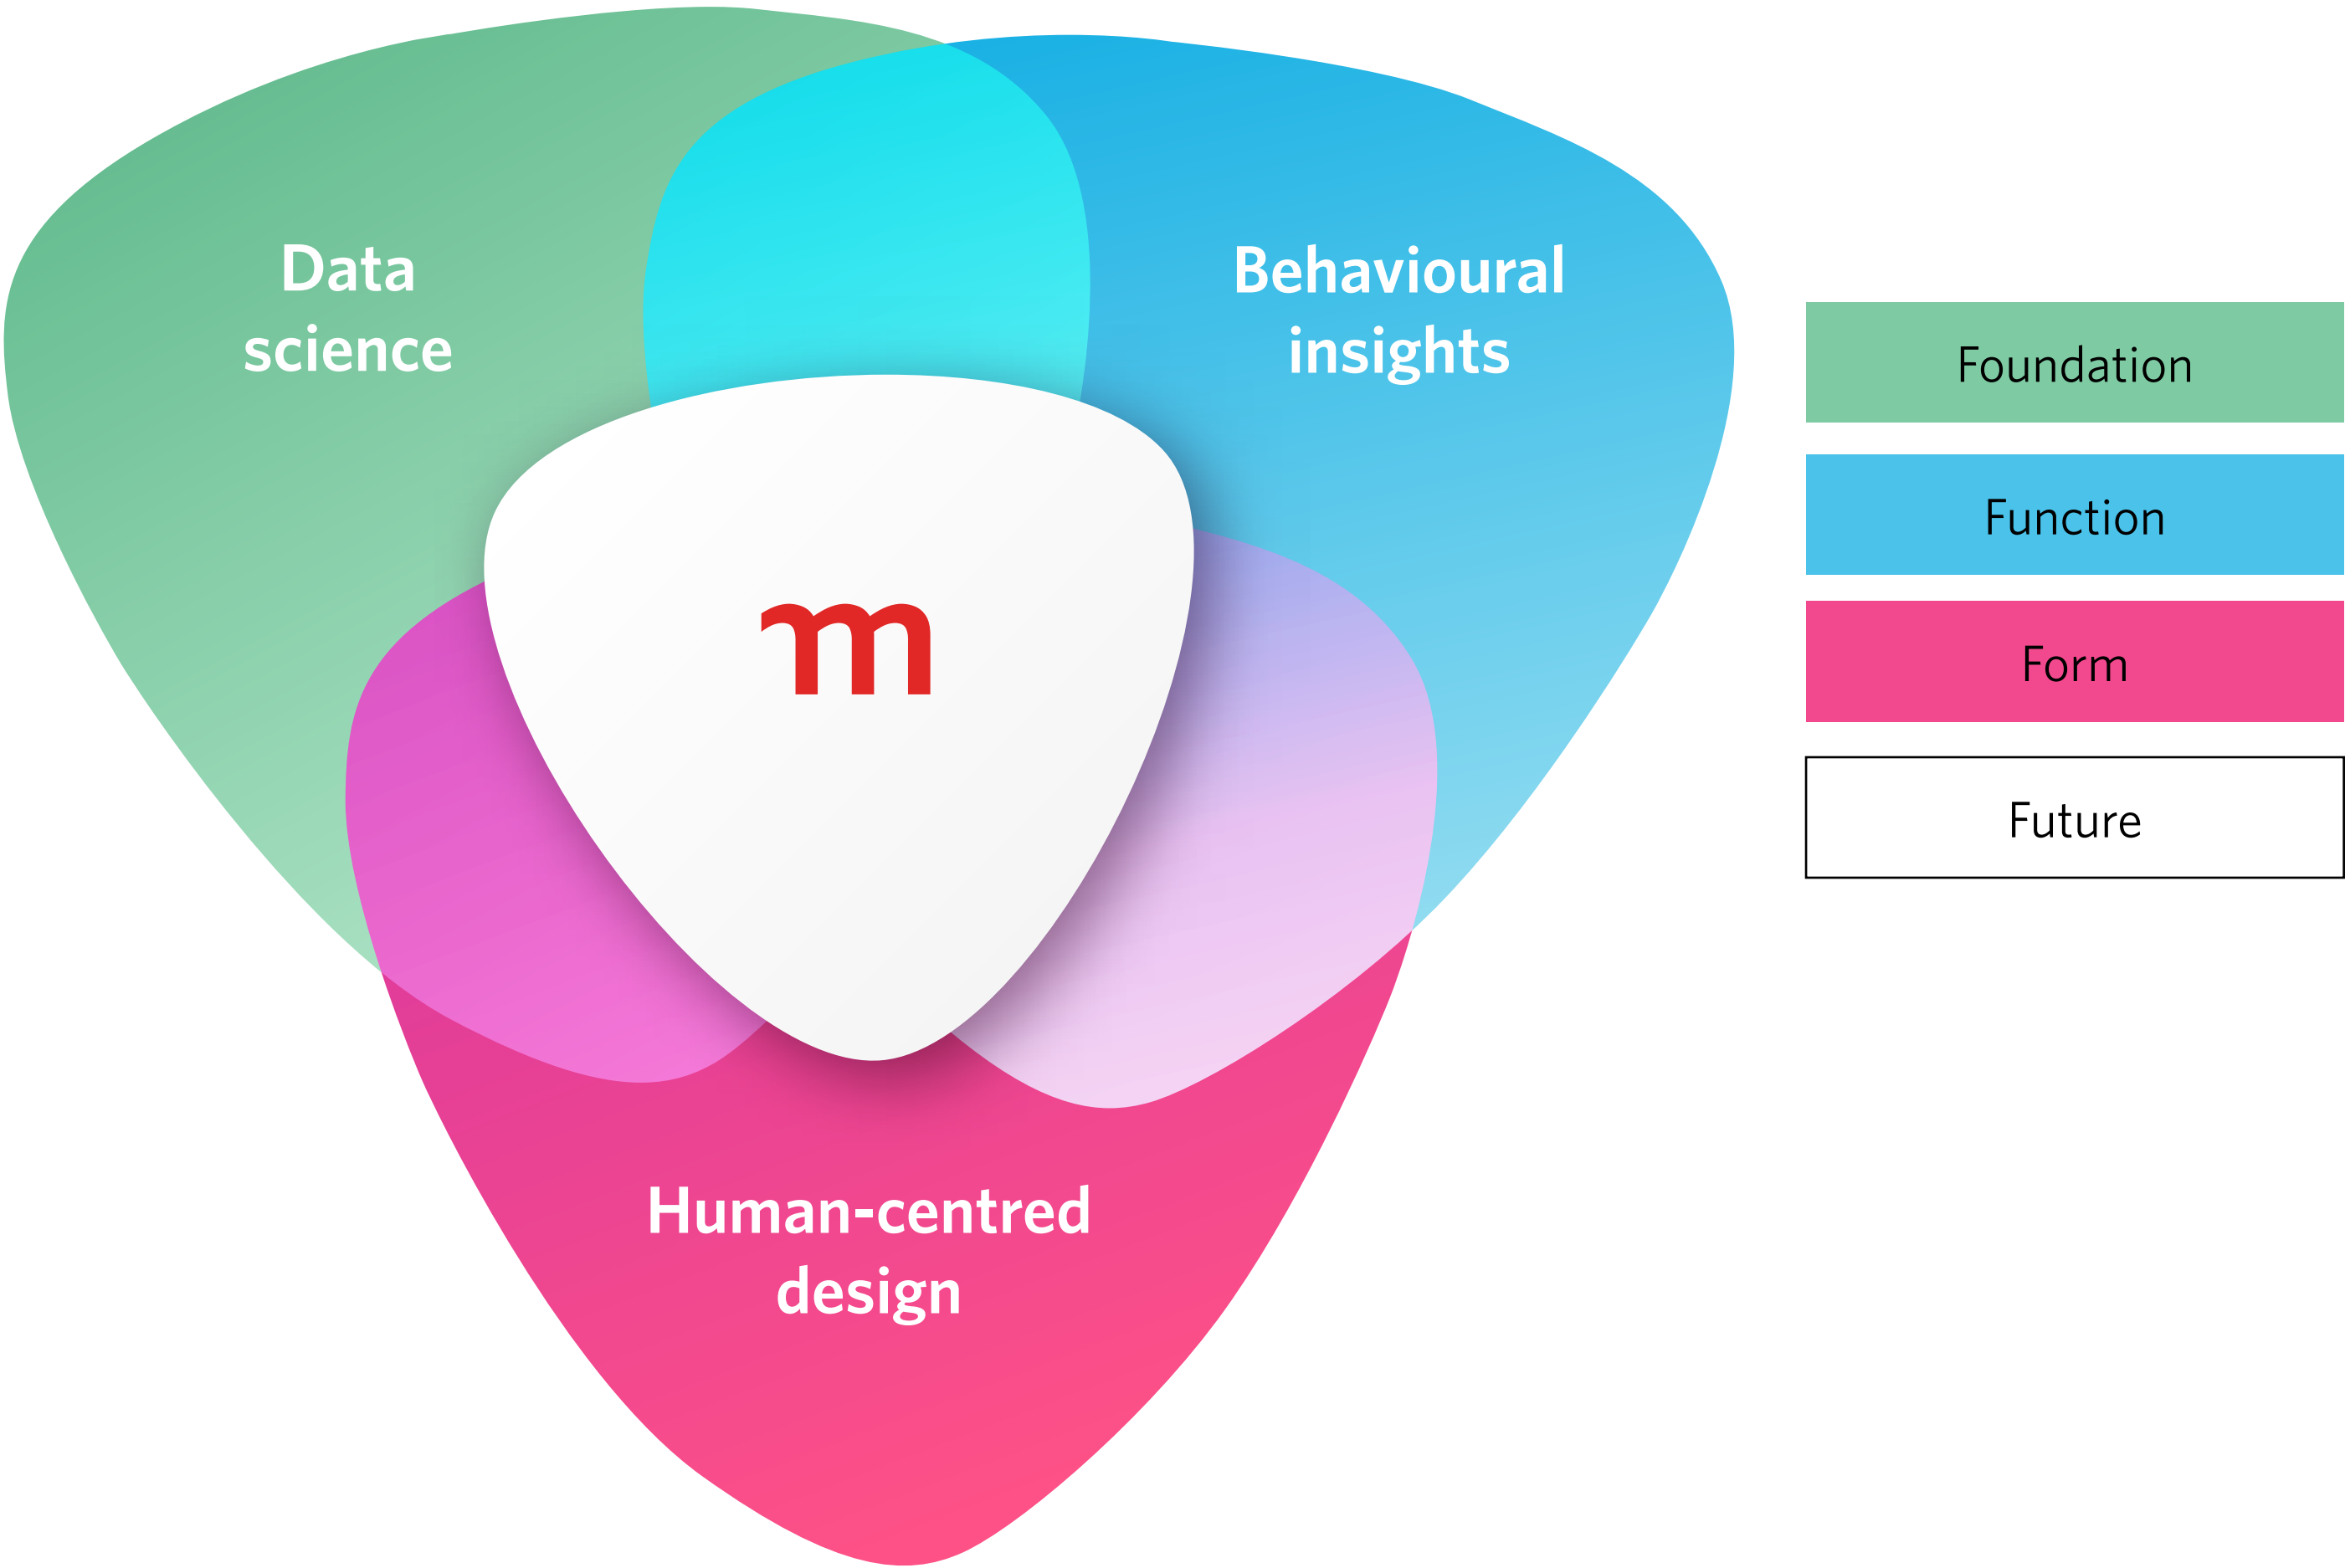 Data
science
Behavioural
insights
m
Human-centred
design
Foundation
Function
Form
Future